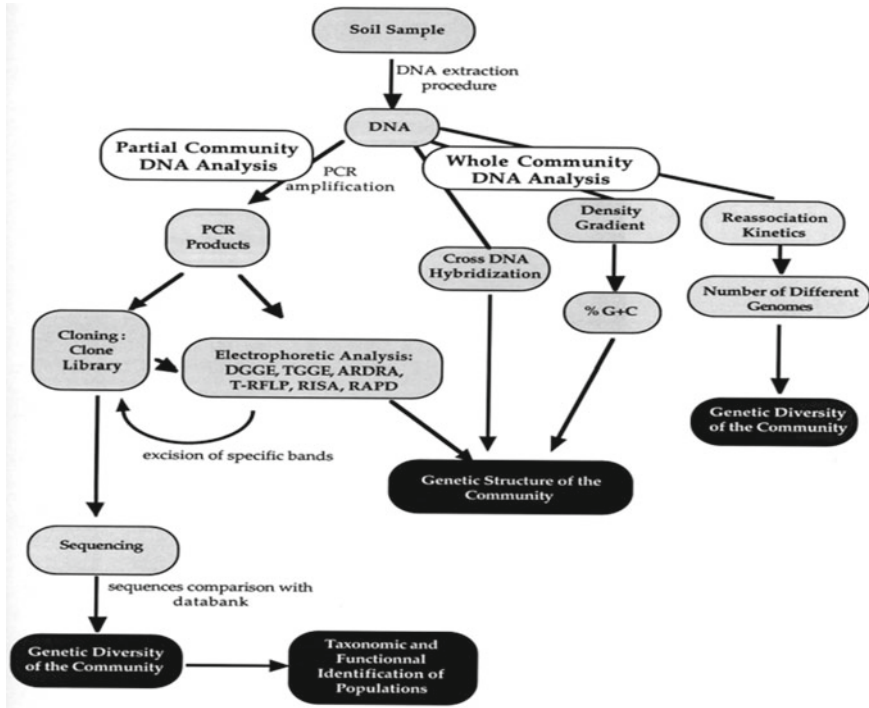 Soil Sample
DNA extraction
procedure
DNA
Partial Community
DNA Analysis
PCR
amplification
Whole Community
DNA Analysis
PCR
Products
Density
Gradient
Reassociation
Kinetics
Cross DNA
Hybridization
Number of Different
Genomes
% G+C
Cloning :
Clone
Library
Electrophoretic Analysis:
DGGE, TGGE, ARDRA,
T-RFLP, RISA, RAPD
Genetic Diversity
of the Community
excision of specific bands
Genetic Structure of the
Community
Sequencing
sequences comparison with
databank
Genetic Diversity
of the Community
Taxonomic and
Functionnal
Identification of
Populations